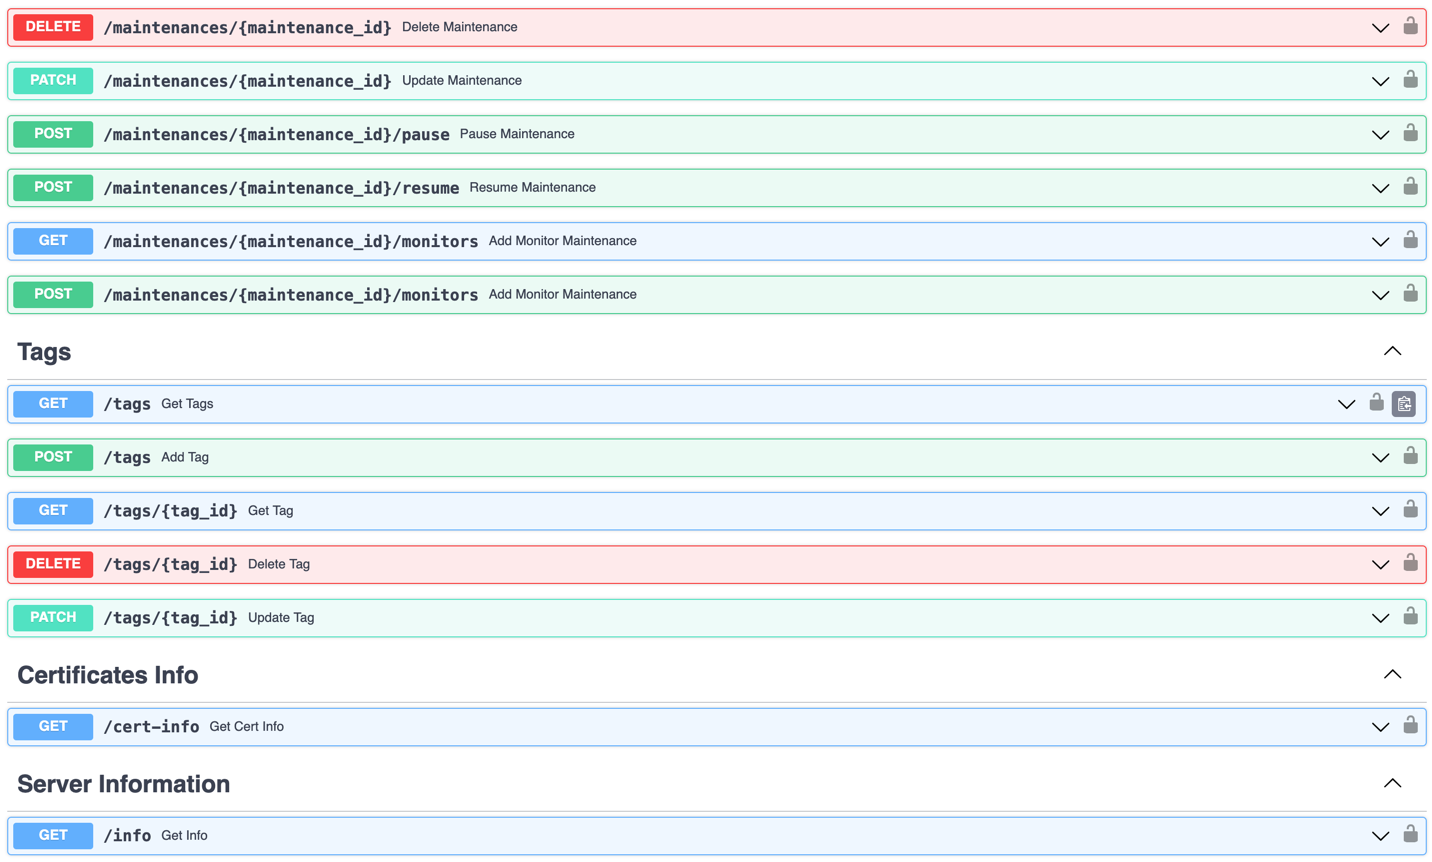 DELETE /maintenances/{maintenance_id} Delete Maintenance
PATCH /maintenances/{maintenance_id} Update Maintenance
POST /maintenances/{maintenance_id}/pause Pause Maintenance
POST /maintenances/{maintenance_id}/resume Resume Maintenance
GET /maintenances/{maintenance_id}/monitors Add Monitor Maintenance
POST /maintenances/{maintenance_id}/monitors Add Monitor Maintenance
Tags
GET /tags Get Tags
POST /tags Add Tag
GET /tags/{tag_id} Get Tag
DELETE /tags/{tag_id} Delete Tag
PATCH /tags/{tag_id} Update Tag
Certificates Info
GET /cert-info Get Cert Info
Server Information
GET /info Get Info